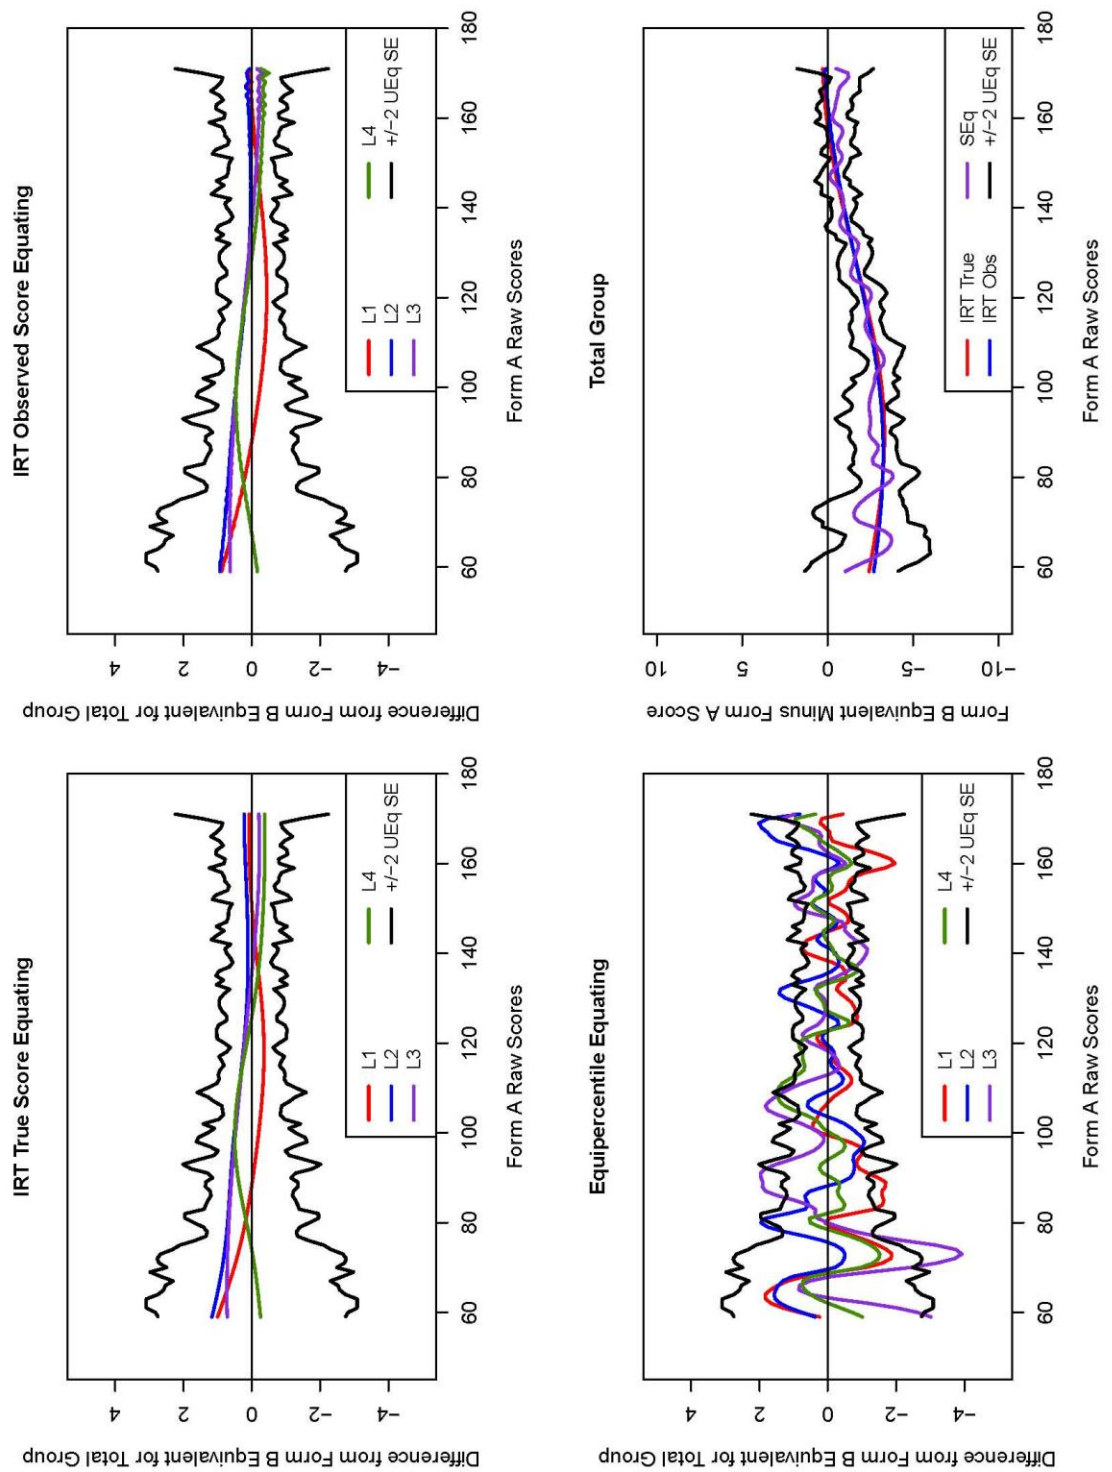 IRT True Score Equating
Difference from Form B Equivalent for Total Group
4
2
0
−2
−4
L1
L2
L3
L4
+/−2 UEq SE
60 80 100 120 140 160 180
Form A Raw Scores
IRT Observed Score Equating
Difference from Form B Equivalent for Total Group
4
2
0
−2
−4
L1
L2
L3
L4
+/−2 UEq SE
60 80 100 120 140 160 180
Form A Raw Scores
Equipercentile Equating
Difference from Form B Equivalent for Total Group
4
2
0
−2
−4
L1
L2
L3
L4
+/−2 UEq SE
60 80 100 120 140 160 180
Form A Raw Scores
Total Group
Form B Equivalent Minus Form A Score
10
5
0
−5
−10
IRT True
IRT Obs
SEq
+/−2 UEq SE
60 80 100 120 140 160 180
Form A Raw Scores